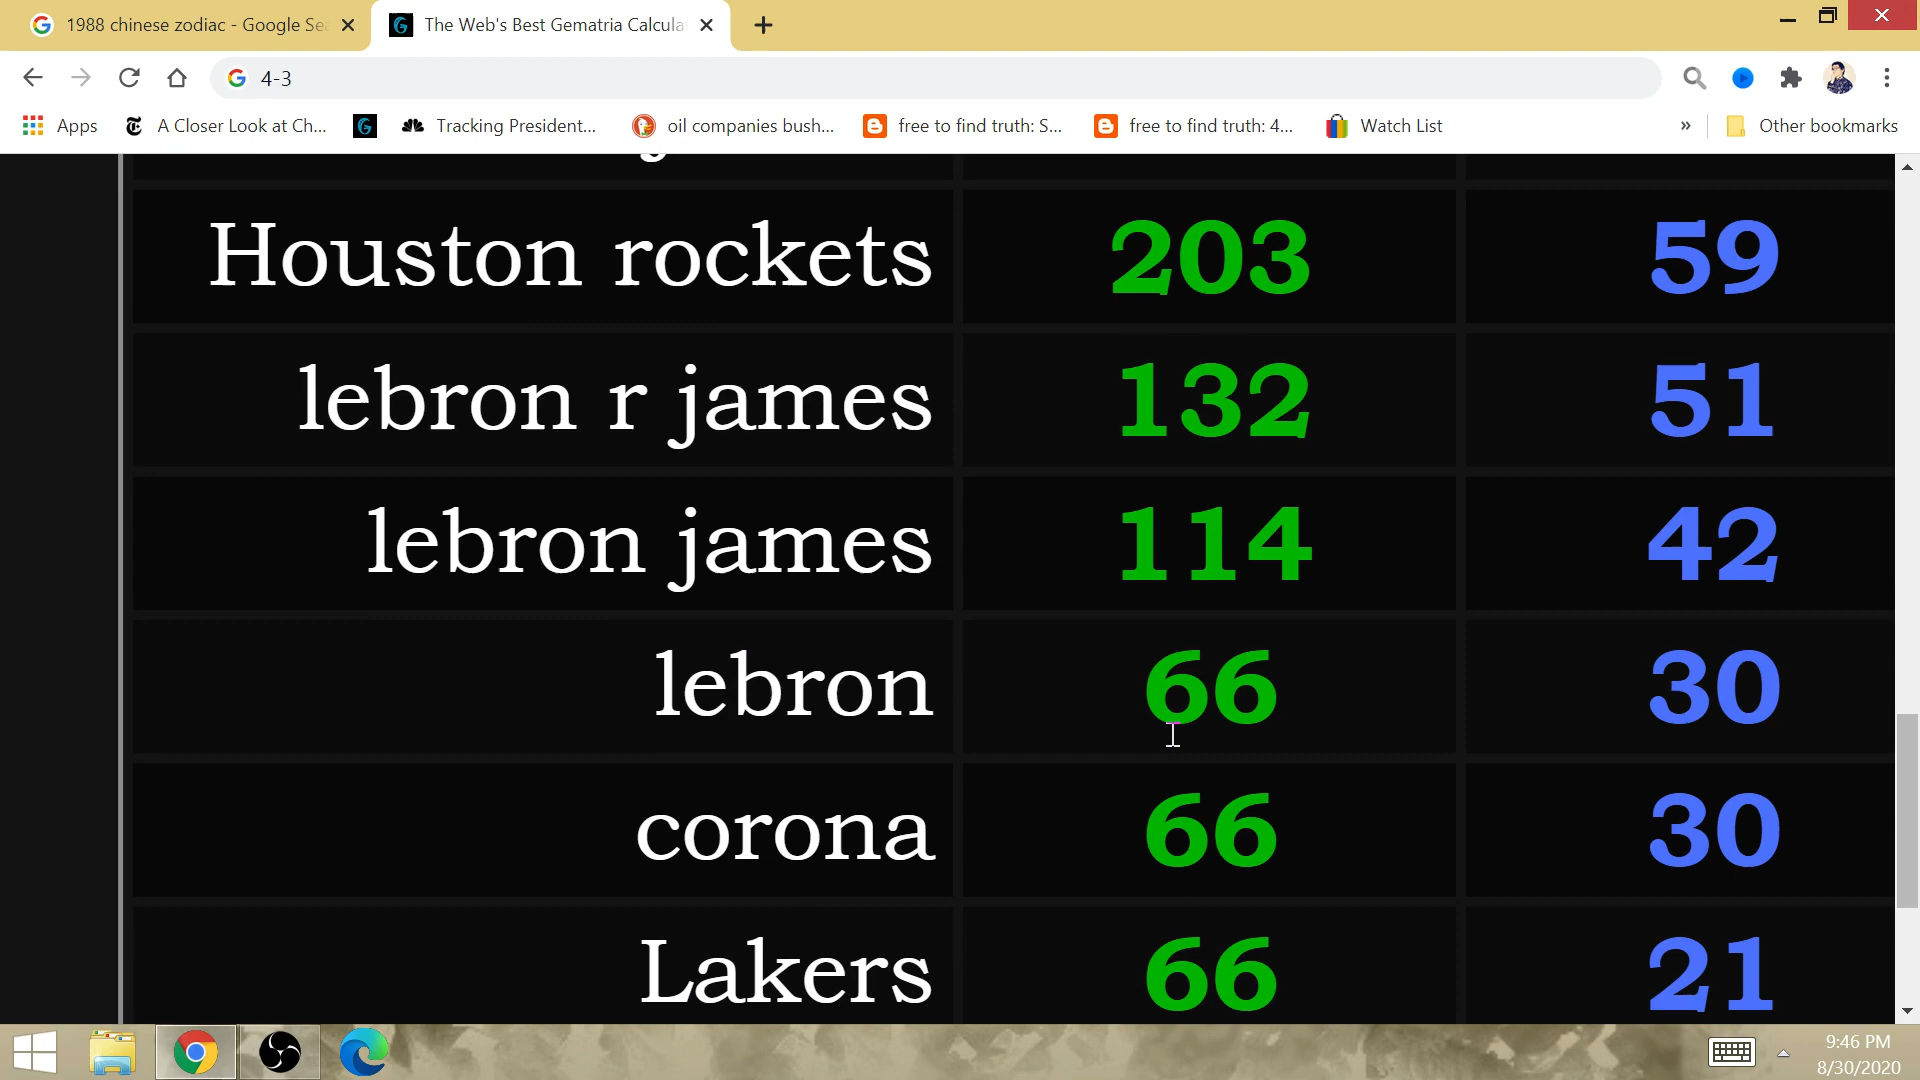 1988 chinese zodiac - Google Se
The Web's Best Gematria Calcula
4-3
Apps
A Closer Look at Ch...
Tracking President...
oil companies bush...
free to find truth: S...
free to find truth: 4...
Watch List
»
Other bookmarks
Houston rockets 203 59
lebron r james 132 51
lebron james 114 42
lebron 66 30
corona 66 30
Lakers 66 21
9:46 PM
8/30/2020